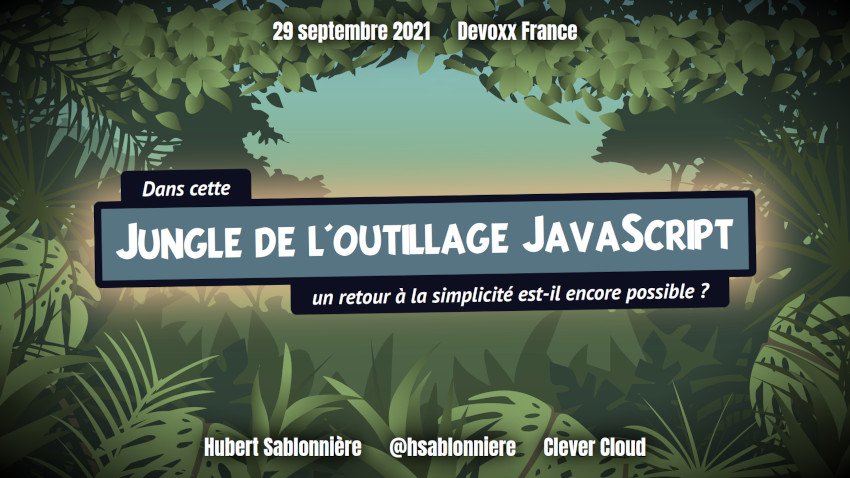 29 septembre 2021 Devoxx France
Dans cette
Jungle de l'outillage JavaScript
un retour à la simplicité est-il encore possible ?
Hubert Sablonnière @hsablonniere Clever Cloud